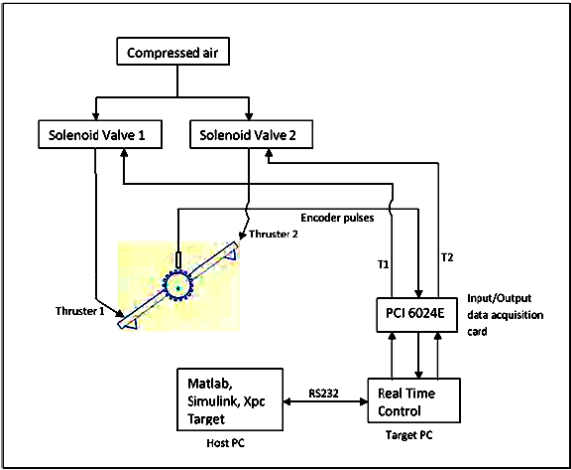 Compressed air
Solenoid Valve 1
Solenoid Valve 2
Encoder pulses
Thruster 2
T1
T2
Thruster 1
PCI 6024E
Input/Output
data acquisition
card
Matlab,
Simulink, Xpc
Target
RS232
Real Time
Control
Host PC
Target PC